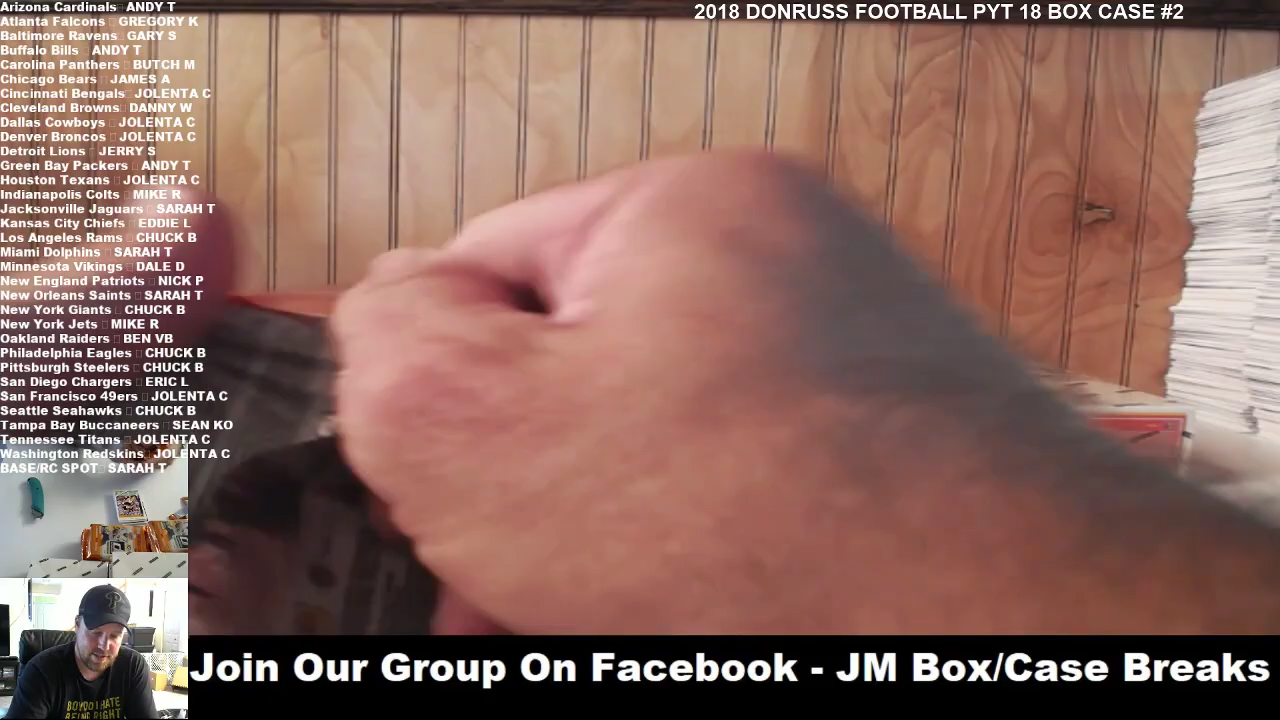 2018 DONRUSS FOOTBALL PYT 18 BOX CASE #2
Arizona Cardinals ANDY T
Atlanta Falcons GREGORY K
Baltimore Ravens GARY S
Buffalo Bills ANDY T
Carolina Panthers BUTCH M
Chicago Bears JAMES A
Cincinnati Bengals JOLENTA C
Cleveland Browns DANNY W
Dallas Cowboys JOLENTA C
Denver Broncos JOLENTA C
Detroit Lions JERRY S
Green Bay Packers ANDY T
Houston Texans JOLENTA C
Indianapolis Colts MIKE R
Jacksonville Jaguars SARAH T
Kansas City Chiefs EDDIE L
Los Angeles Rams CHUCK B
Miami Dolphins SARAH T
Minnesota Vikings DALE D
New England Patriots NICK P
New Orleans Saints SARAH T
New York Giants CHUCK B
New York Jets MIKE R
Oakland Raiders BEN VB
Philadelphia Eagles CHUCK B
Pittsburgh Steelers CHUCK B
San Diego Chargers ERIC L
San Francisco 49ers JOLENTA C
Seattle Seahawks CHUCK B
Tampa Bay Buccaneers SEAN KO
Tennessee Titans JOLENTA C
Washington Redskins JOLENTA C
BASE/RC SPOT SARAH T
BEING RIGHT
Join Our Group On Facebook - JM Box/Case Breaks